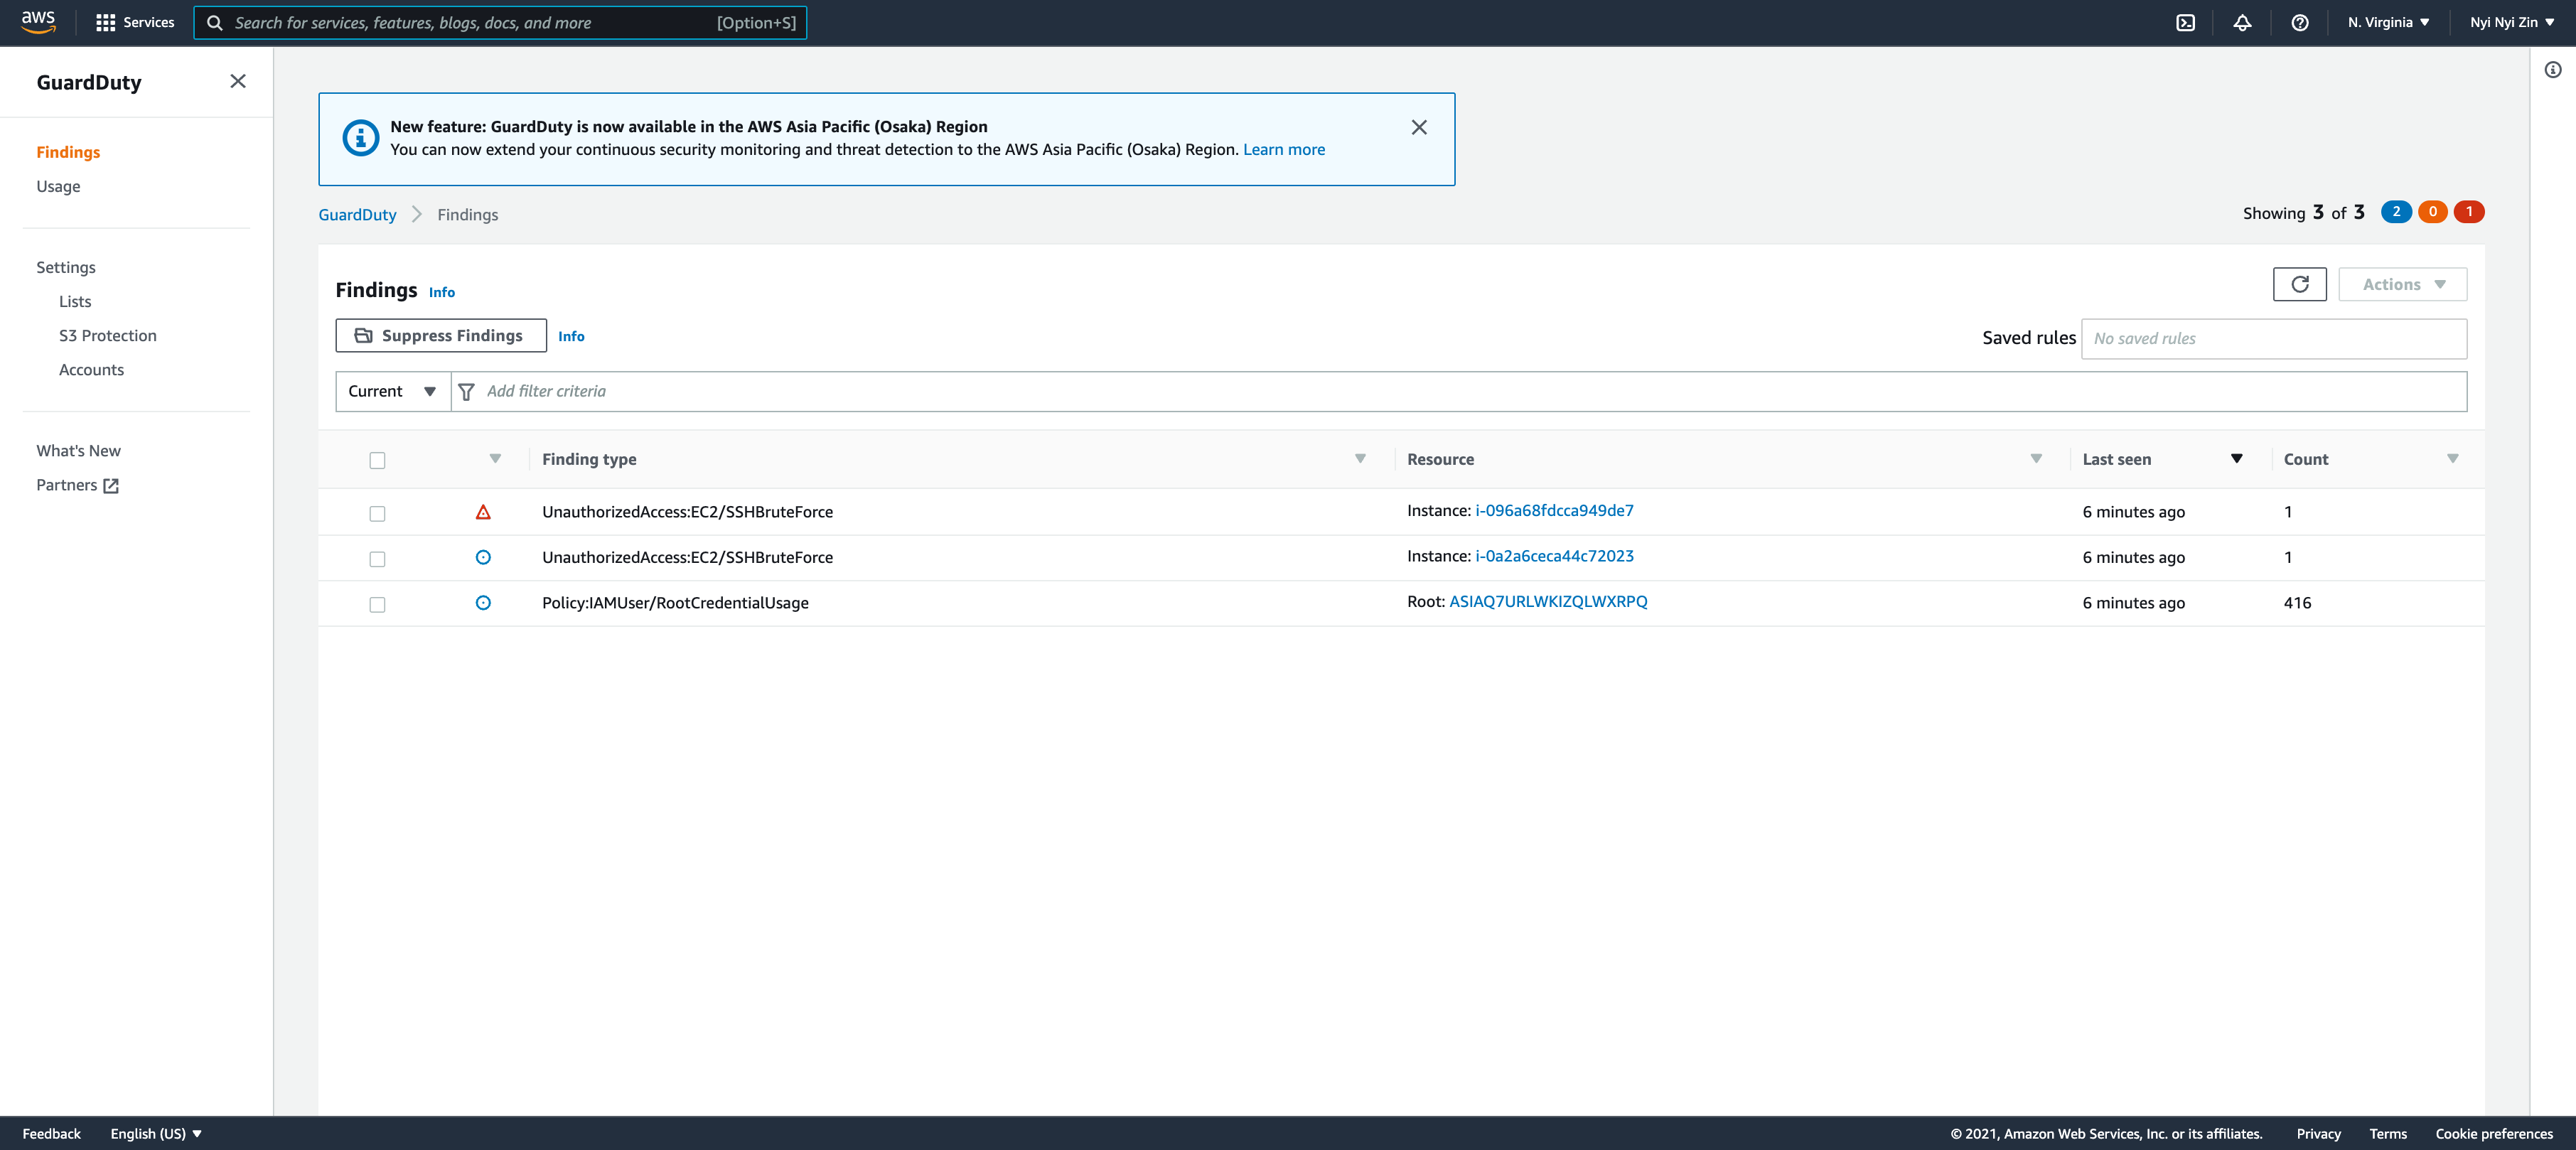 aws Services Search for services, features, blogs, docs, and more [Option+S] N. Virginia Nyi Nyi Zin
GuardDuty
Findings
Usage
Settings
Lists
S3 Protection
Accounts
What's New
Partners
New feature: GuardDuty is now available in the AWS Asia Pacific (Osaka) Region
You can now extend your continuous security monitoring and threat detection to the AWS Asia Pacific (Osaka) Region. Learn more
GuardDuty Findings Showing 3 of 3 2 0 1
Findings Info Actions
Suppress Findings Info Saved rules No saved rules
Current Add filter criteria
Finding type Resource Last seen Count
UnauthorizedAccess:EC2/SSHBruteForce Instance: i-096a68fdcca949de7 6 minutes ago 1
UnauthorizedAccess:EC2/SSHBruteForce Instance: i-0a2a6ceca44c72023 6 minutes ago 1
Policy:IAMUser/RootCredentialUsage Root: ASIAQ7URLWKIZQLWXRPQ 6 minutes ago 416
Feedback English (US) © 2021, Amazon Web Services, Inc. or its affiliates. Privacy Terms Cookie preferences